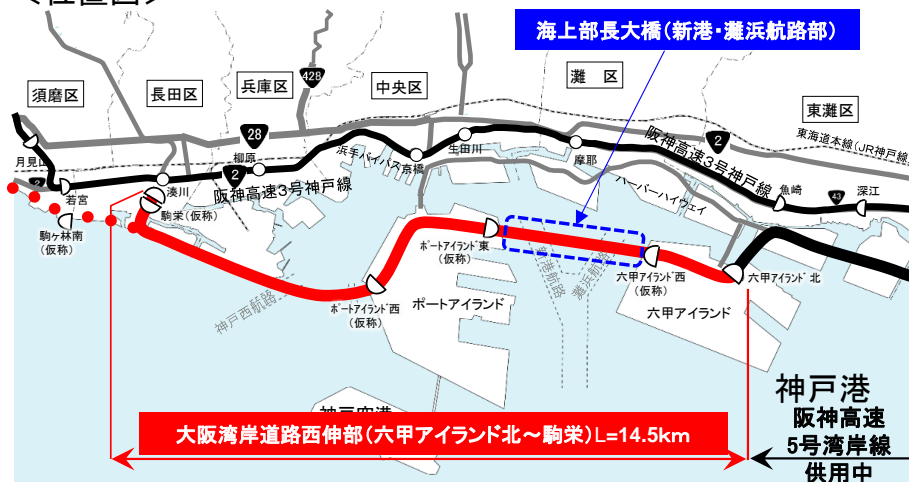 海上部長大橋(新港・灘浜航路部)
須磨区
長田区
兵庫区
428
中央区
灘 区
東灘区
28
2
東海道本線(JR神戸線)
月見山
柳原
浜手バイパス
京橋
生田川
摩耶
阪神高速3号神戸線
2
若宮
湊川
2
阪神高速3号神戸線
ハーバーハイウェイ
魚崎
43
深江
駒ヶ林南
(仮称)
駒栄(仮称)
ポートアイランド東
(仮称)
新港航路
灘浜航路
六甲アイランド西
(仮称)
六甲アイランド北
神戸西航路
ポートアイランド西
(仮称)
ポートアイランド
六甲アイランド
神戸港
大阪湾岸道路西伸部(六甲アイランド北~駒栄)L=14.5km
阪神高速
5号湾岸線
供用中